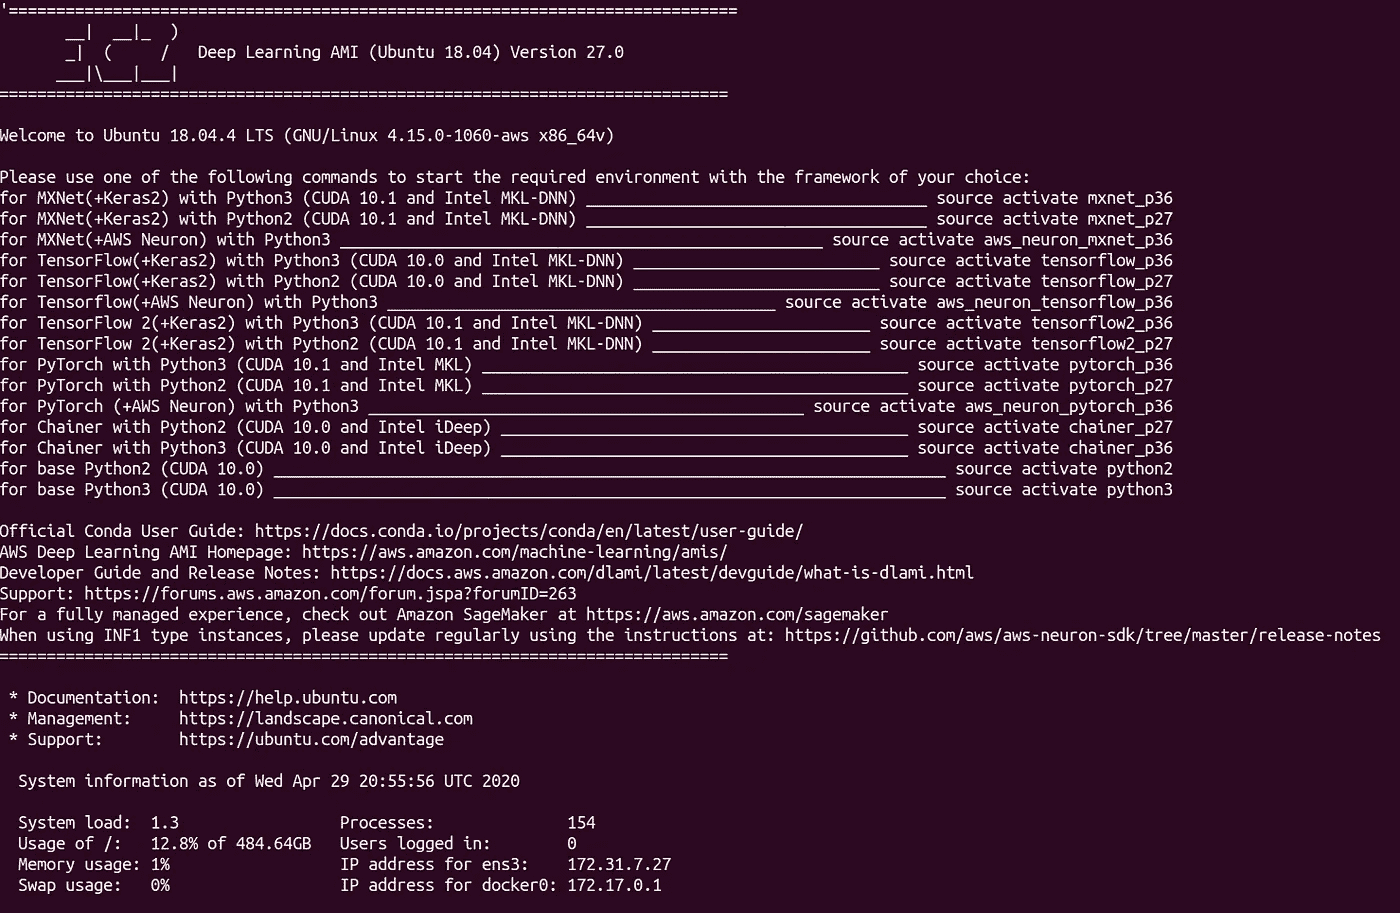 '=============================================================================
       __|  __|_  )
       _|  (     /   Deep Learning AMI (Ubuntu 18.04) Version 27.0
      ___|\___|___|
=============================================================================
Welcome to Ubuntu 18.04.4 LTS (GNU/Linux 4.15.0-1060-aws x86_64v)
Please use one of the following commands to start the required environment with the framework of your choice:
for MXNet(+Keras2) with Python3 (CUDA 10.1 and Intel MKL-DNN) ____________________________________ source activate mxnet_p36
for MXNet(+Keras2) with Python2 (CUDA 10.1 and Intel MKL-DNN) ____________________________________ source activate mxnet_p27
for MXNet(+AWS Neuron) with Python3 ___________________________________________________ source activate aws_neuron_mxnet_p36
for TensorFlow(+Keras2) with Python3 (CUDA 10.0 and Intel MKL-DNN) __________________________ source activate tensorflow_p36
for TensorFlow(+Keras2) with Python2 (CUDA 10.0 and Intel MKL-DNN) __________________________ source activate tensorflow_p27
for Tensorflow(+AWS Neuron) with Python3 _________________________________________ source activate aws_neuron_tensorflow_p36
for TensorFlow 2(+Keras2) with Python3 (CUDA 10.1 and Intel MKL-DNN) _______________________ source activate tensorflow2_p36
for TensorFlow 2(+Keras2) with Python2 (CUDA 10.1 and Intel MKL-DNN) _______________________ source activate tensorflow2_p27
for PyTorch with Python3 (CUDA 10.1 and Intel MKL) _____________________________________________ source activate pytorch_p36
for PyTorch with Python2 (CUDA 10.1 and Intel MKL) _____________________________________________ source activate pytorch_p27
for PyTorch (+AWS Neuron) with Python3 ______________________________________________ source activate aws_neuron_pytorch_p36
for Chainer with Python2 (CUDA 10.0 and Intel iDeep) ___________________________________________ source activate chainer_p27
for Chainer with Python3 (CUDA 10.0 and Intel iDeep) ___________________________________________ source activate chainer_p36
for base Python2 (CUDA 10.0) _______________________________________________________________________ source activate python2
for base Python3 (CUDA 10.0) _______________________________________________________________________ source activate python3
Official Conda User Guide: https://docs.conda.io/projects/conda/en/latest/user-guide/
AWS Deep Learning AMI Homepage: https://aws.amazon.com/machine-learning/amis/
Developer Guide and Release Notes: https://docs.aws.amazon.com/dlami/latest/devguide/what-is-dlami.html
Support: https://forums.aws.amazon.com/forum.jspa?forumID=263
For a fully managed experience, check out Amazon SageMaker at https://aws.amazon.com/sagemaker
When using INF1 type instances, please update regularly using the instructions at: https://github.com/aws/aws-neuron-sdk/tree/master/release-notes
=============================================================================
 * Documentation:  https://help.ubuntu.com
 * Management:     https://landscape.canonical.com
 * Support:        https://ubuntu.com/advantage
  System information as of Wed Apr 29 20:55:56 UTC 2020
  System load:  1.3                 Processes:              154
  Usage of /:   12.8% of 484.64GB   Users logged in:        0
  Memory usage: 1%                  IP address for ens3:    172.31.7.27
  Swap usage:   0%                  IP address for docker0: 172.17.0.1